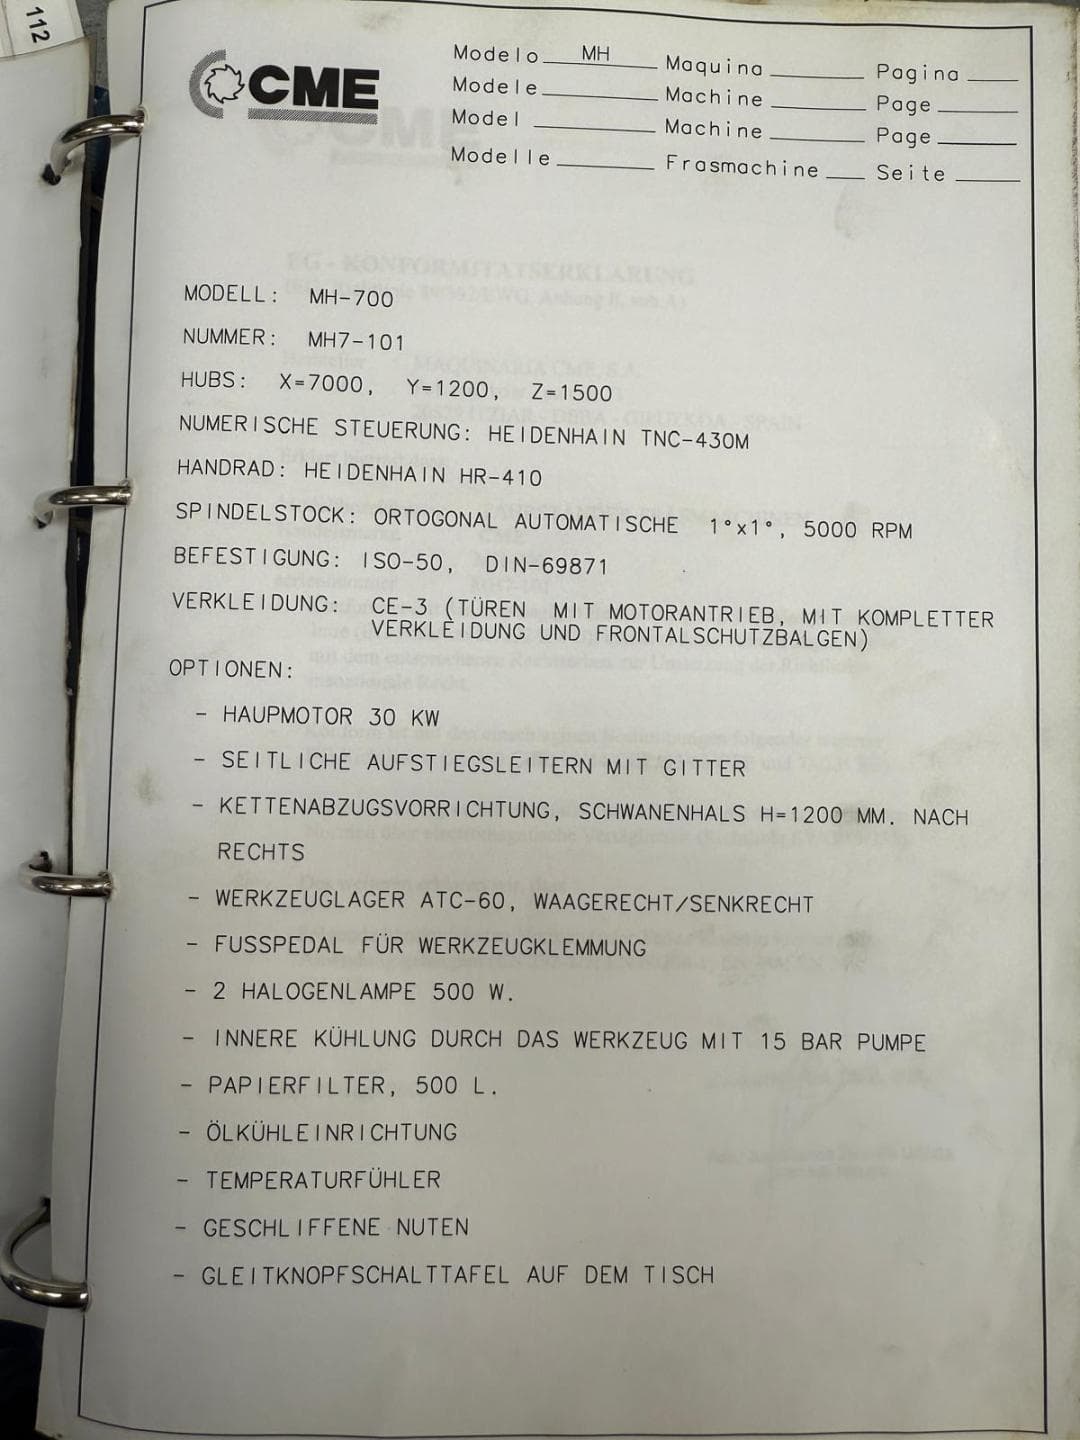 112
CME
Modelo MH Maquina Pagina
Modele Machine Page
Model Machine Page
Modelle Frasmachine Seite
EG - KONFORMITÄTSERKLÄRUNG
MODELL: MH-700
NUMMER: MH7-101
HUBS: X=7000, Y=1200, Z=1500
NUMERISCHE STEUERUNG: HEIDENHAIN TNC-430M
HANDRAD: HEIDENHAIN HR-410
SPINDELSTOCK: ORTOGONAL AUTOMATISCHE 1°x1°, 5000 RPM
BEFESTIGUNG: ISO-50, DIN-69871
VERKLEIDUNG: CE-3 (TÜREN MIT MOTORANTRIEB, MIT KOMPLETTER
VERKLEIDUNG UND FRONTALSCHUTZBALGEN)
OPTIONEN:
- HAUPMOTOR 30 KW
- SEITLICHE AUFSTIEGSLEITERN MIT GITTER
- KETTENABZUGSVORRICHTUNG, SCHWANENHALS H=1200 MM. NACH
RECHTS
- WERKZEUGLAGER ATC-60, WAAGERECHT/SENKRECHT
- FUSSPEDAL FÜR WERKZEUGKLEMMUNG
- 2 HALOGENLAMPE 500 W.
- INNERE KÜHLUNG DURCH DAS WERKZEUG MIT 15 BAR PUMPE
- PAPIERFILTER, 500 L.
- ÖLKÜHLEINRICHTUNG
- TEMPERATURFÜHLER
- GESCHLIFFENE NUTEN
- GLEITKNOPFSCHALTTAFEL AUF DEM TISCH